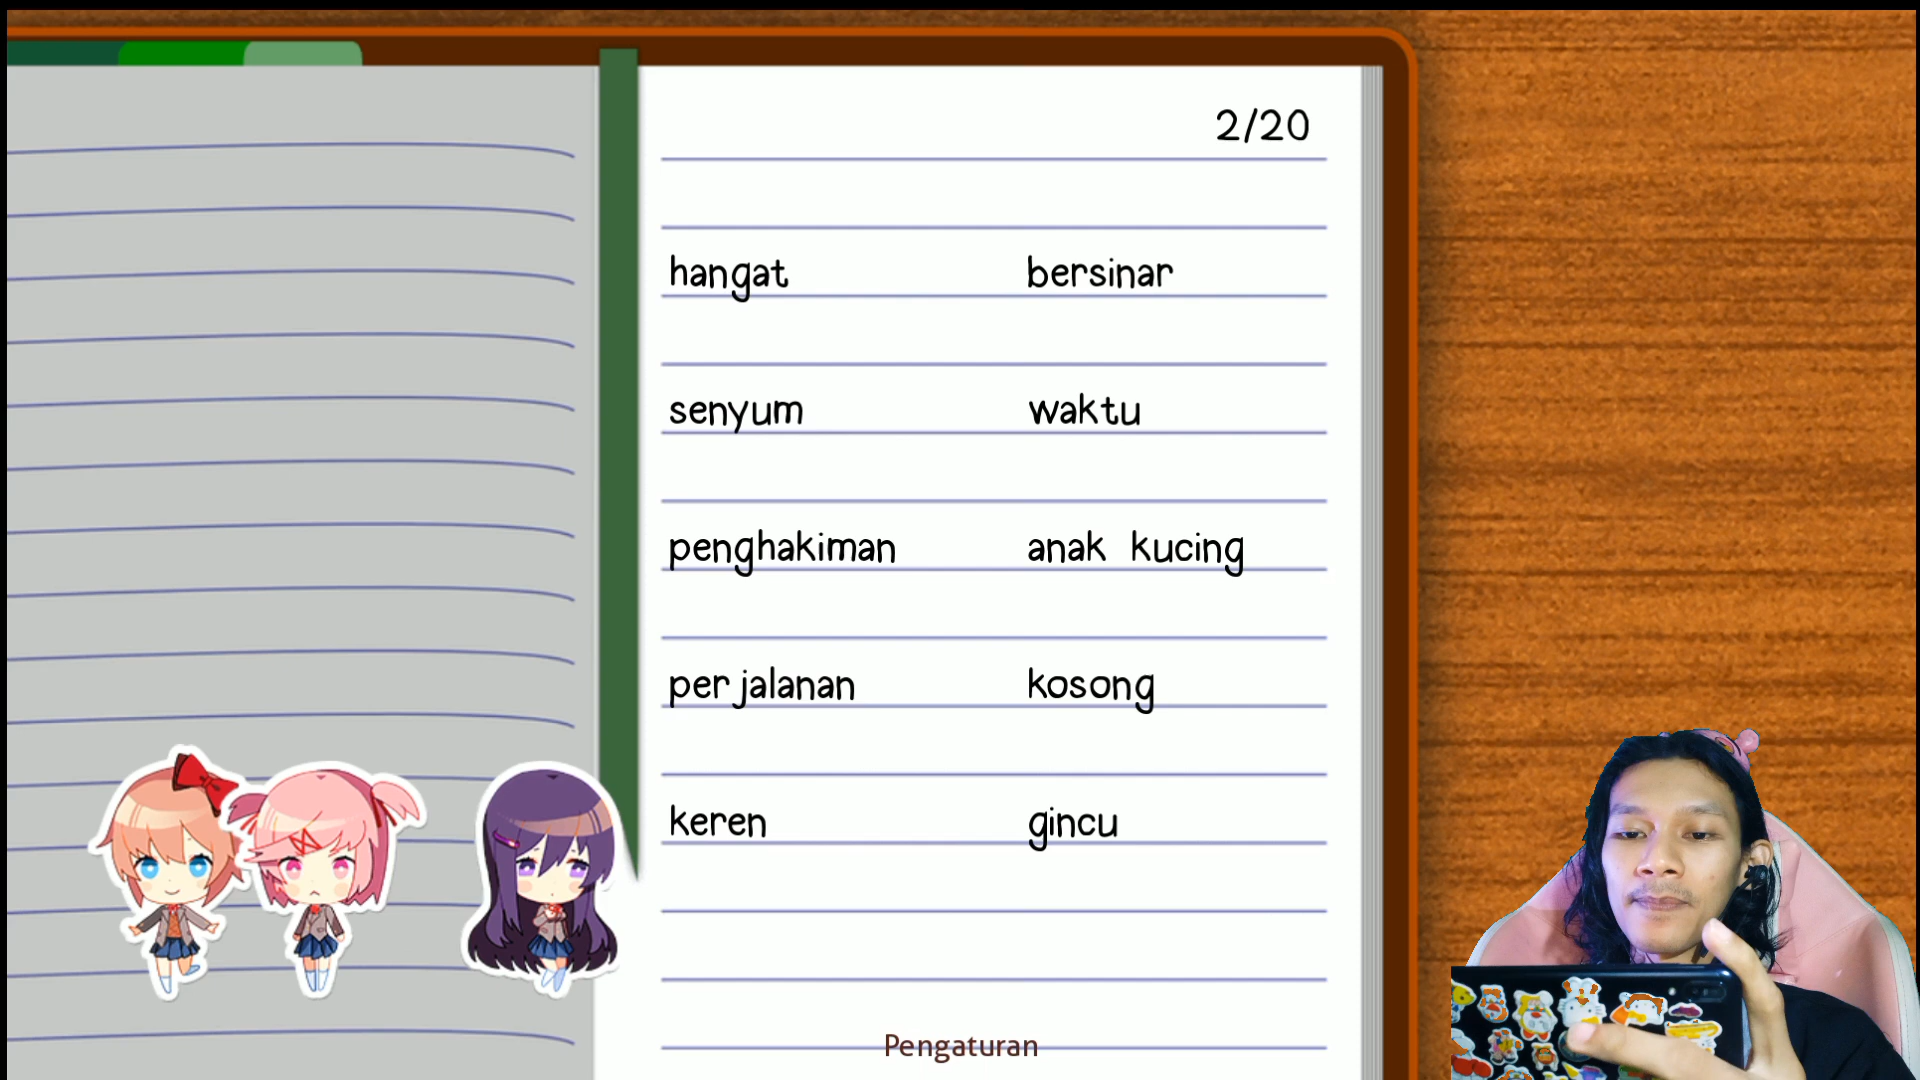 2/20
hangat bersinar
senyum waktu
penghakiman anak kucing
perjalanan kosong
keren gincu
Pengaturan